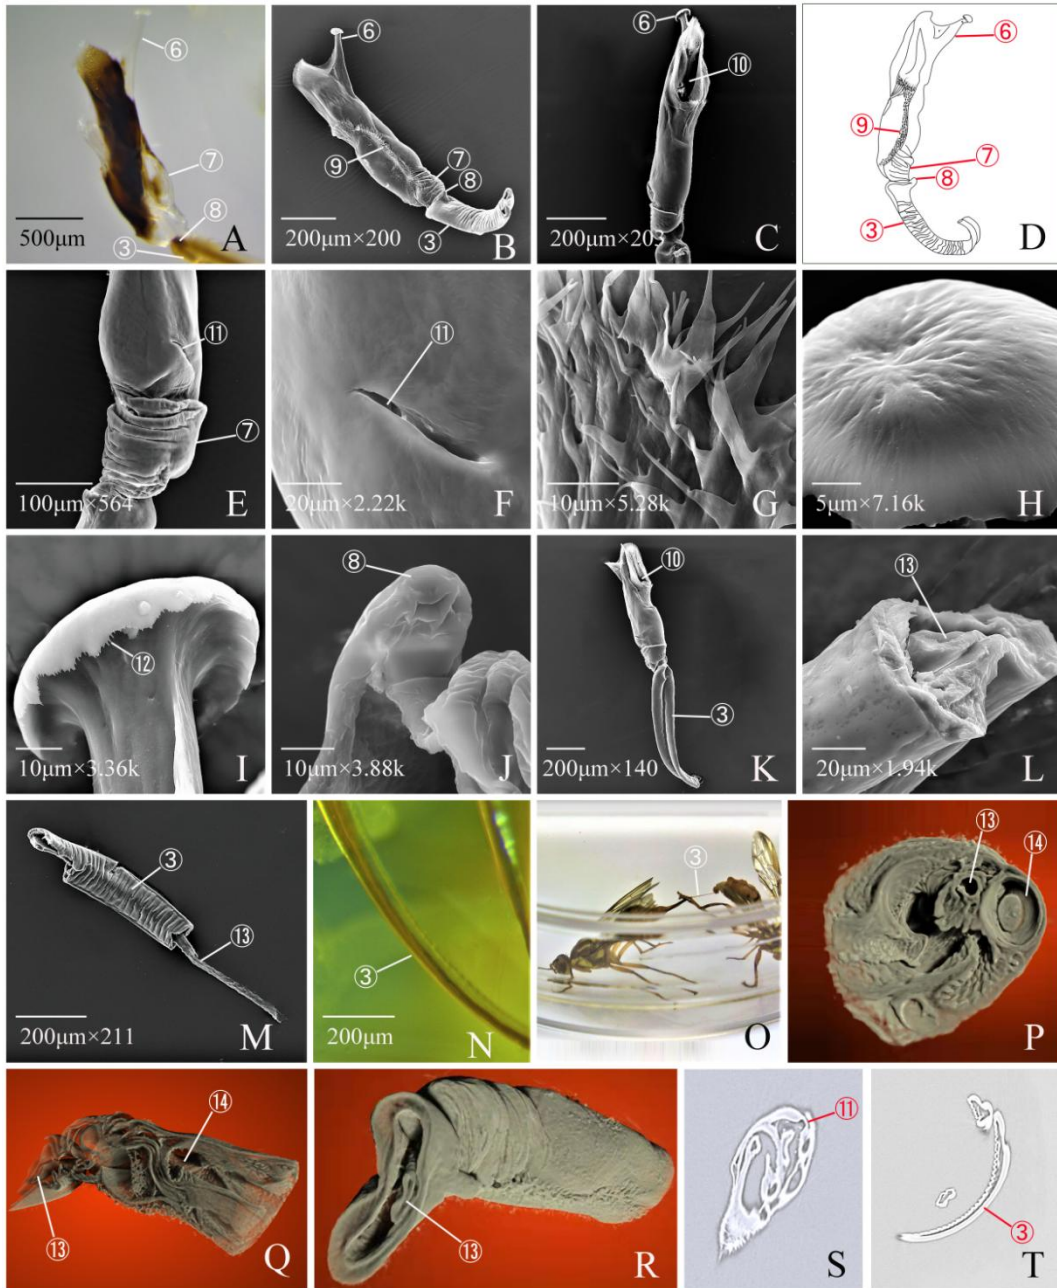 ⑥
⑦
⑧
③
500μm
A
⑥
⑨
⑦
⑧
③
200μm×200
B
⑥
⑩
200μm×203
C
⑥
⑨
⑦
⑧
③
D
⑪
⑦
100μm×564
E
⑪
20μm×2.22k
F
10μm×5.28k
G
5μm×7.16k
H
⑫
10μm×3.36K
I
⑧
10μm×3.88k
J
⑩
③
200μm×140
K
⑬
20μm×1.94k
L
③
⑬
200μm×211
M
③
200μm
N
③
O
⑬
⑭
P
⑭
⑬
Q
⑬
R
⑪
S
③
T